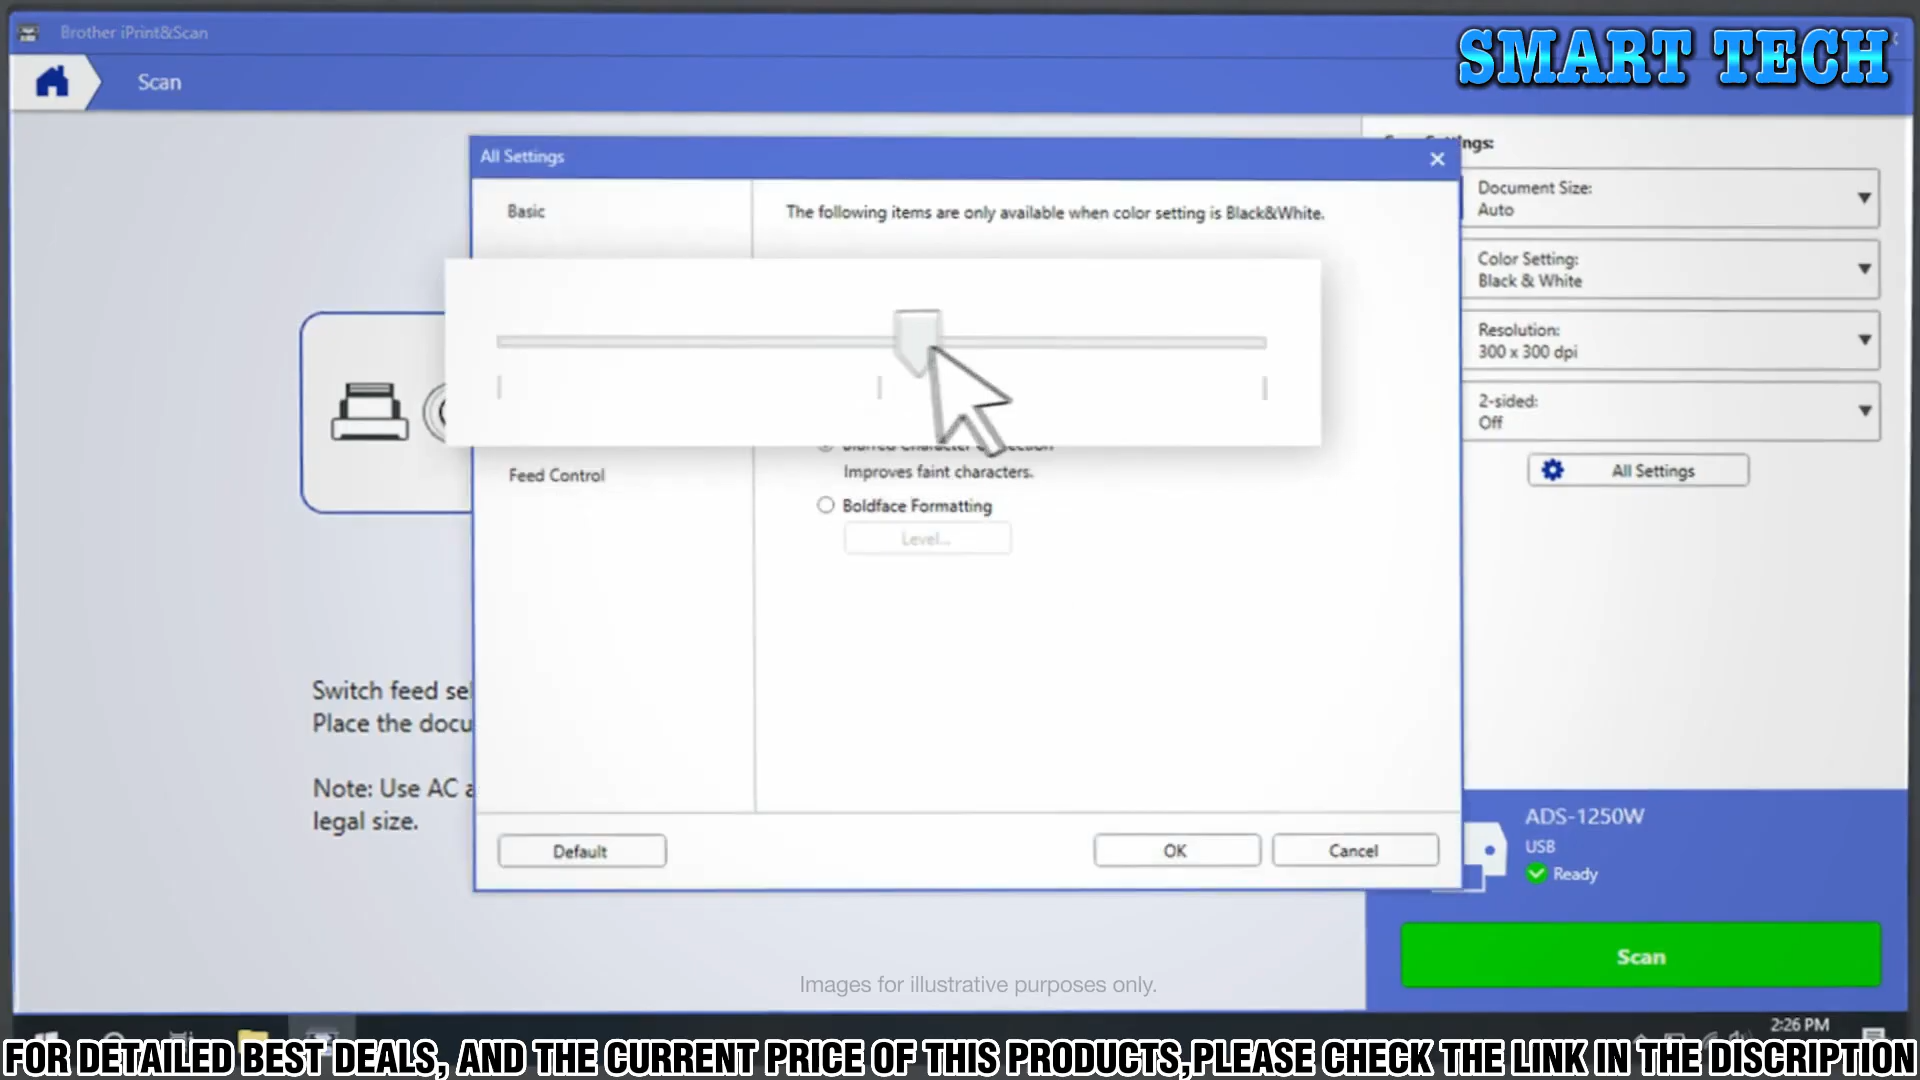 Brother iPrint&Scan
SMART TECH
Scan
All Settings
Basic
The following items are only available when color setting is Black&White.
Document Size:
Auto
Color Setting:
Black & White
Resolution:
300 x 300 dpi
2-sided:
Off
All Settings
Improves faint characters.
Feed Control
Boldface Formatting
Level...
Switch feed
Place the
Note: Use AC
legal size.
Default
OK
Cancel
ADS-1250W
USB
Ready
Scan
Images for illustrative purposes only.
2:26 PM
FOR DETAILED BEST DEALS, AND THE CURRENT PRICE OF THIS PRODUCTS,PLEASE CHECK THE LINK IN THE DISCRIPTION